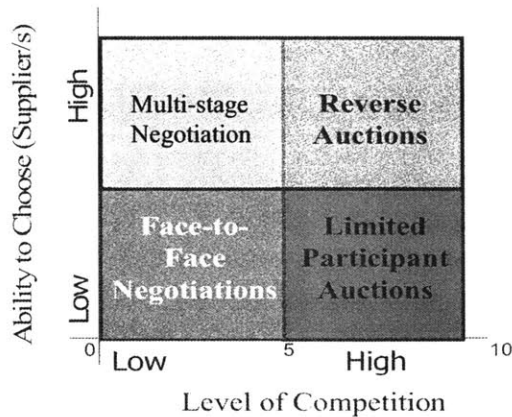 Ability to Choose (Supplier/s)
High
Low
Multi-stage
Negotiation
Reverse
Auctions
Face-to-
Face
Negotiations
Limited
Participant
Auctions
0
5
10
Low
High
Level of Competition